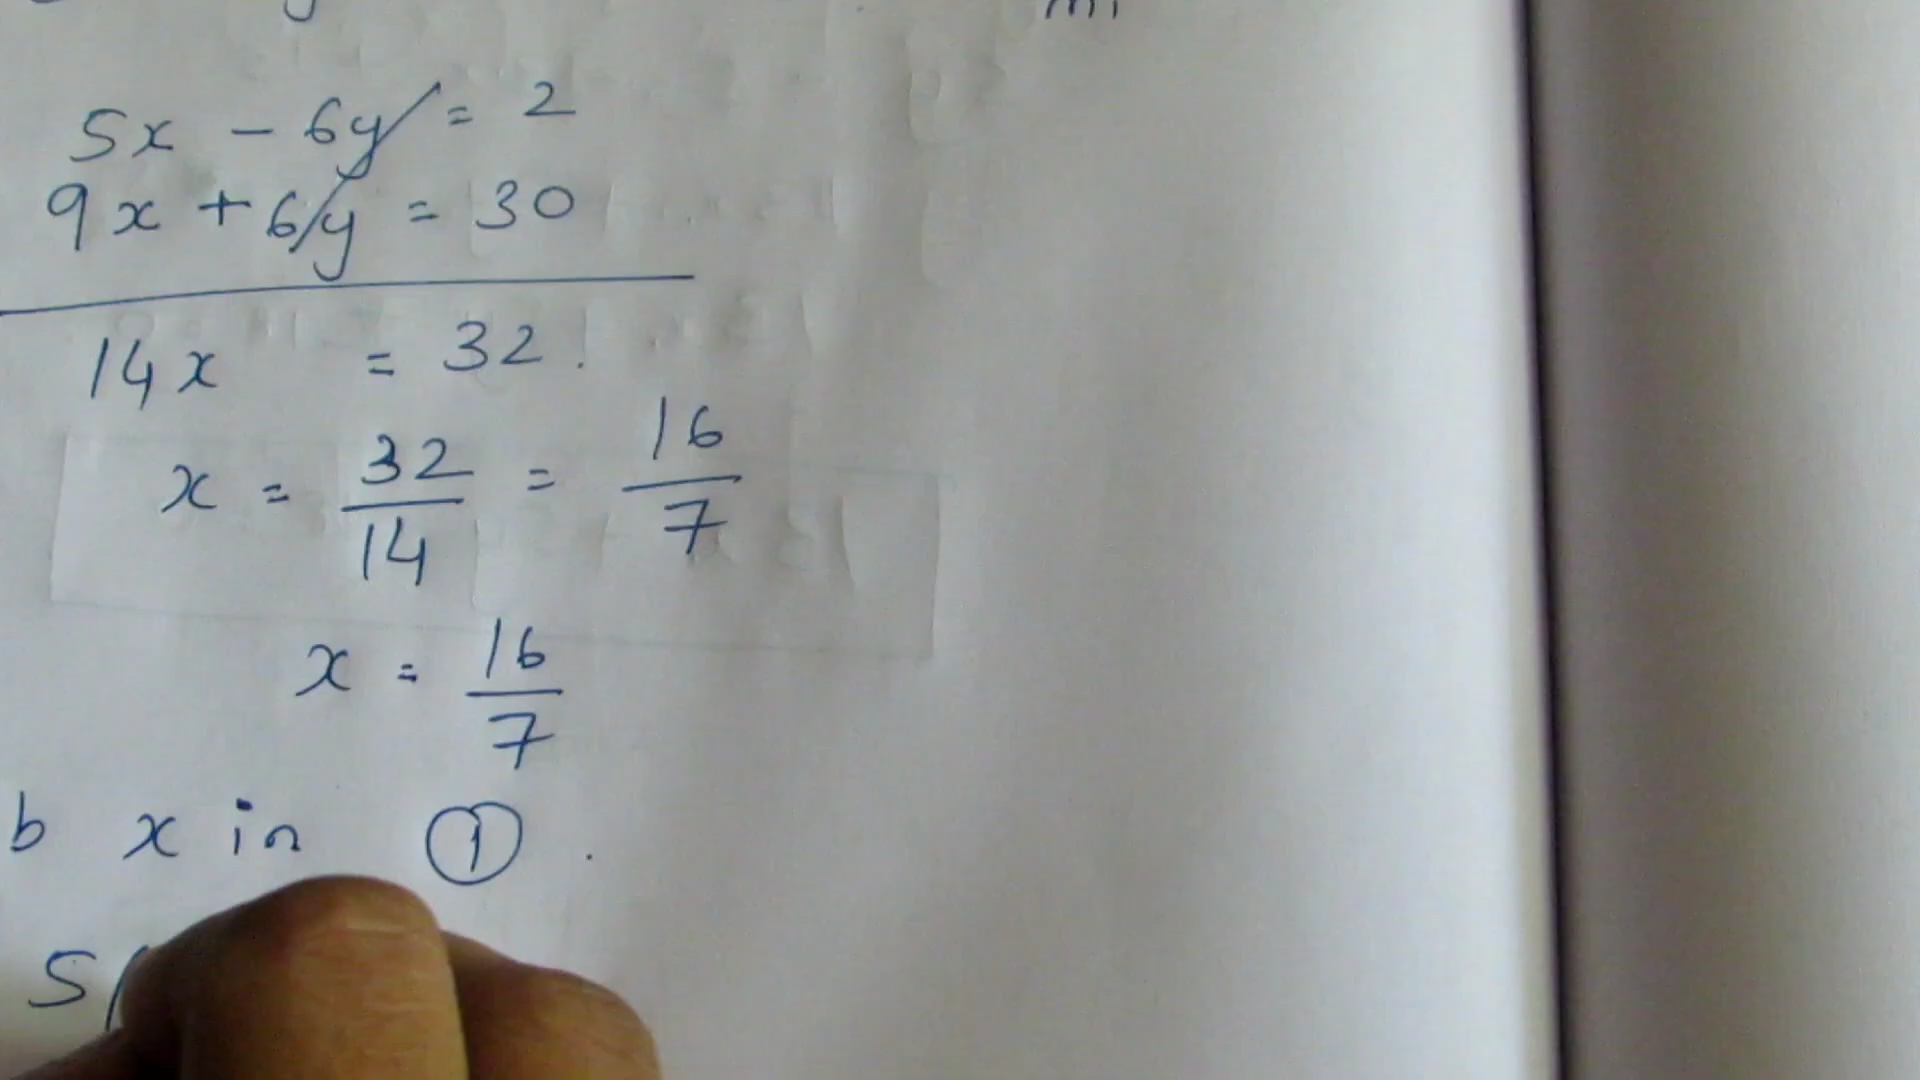 5x - 6y = 2
9x + 6y = 30
14x = 32.
x = 32/14 = 16/7
x = 16/7
b x in ① .
5(